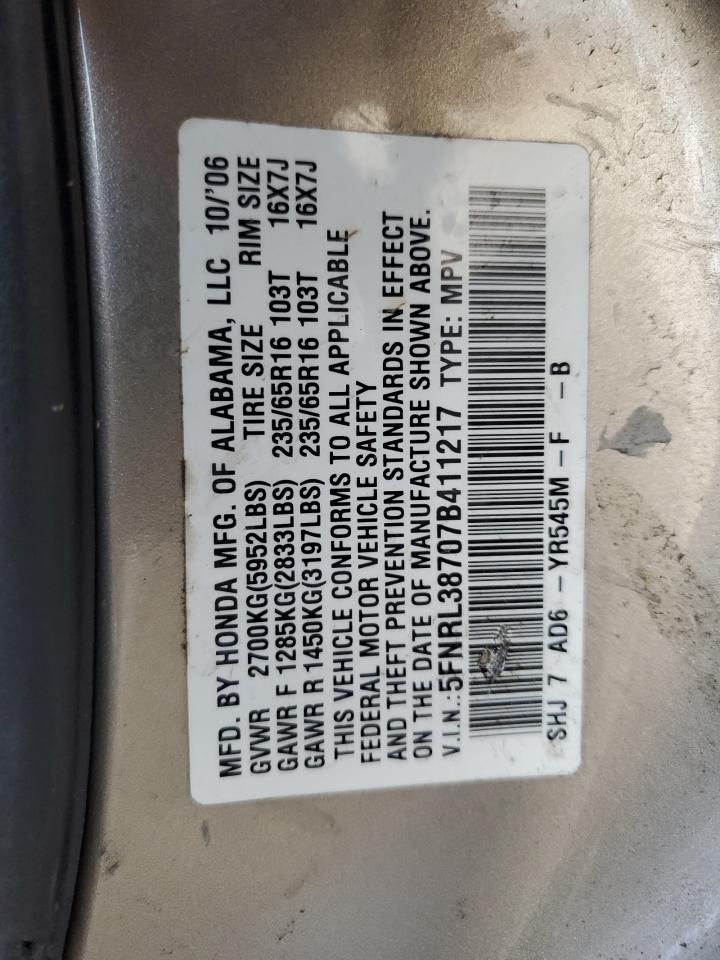 MFD. BY HONDA MFG. OF ALABAMA, LLC 10/'06
GVWR 2700KG(5952LBS) TIRE SIZE RIM SIZE
GAWR F 1285KG(2833LBS) 235/65R16 103T 16X7J
GAWR R 1450KG(3197LBS) 235/65R16 103T 16X7J
THIS VEHICLE CONFORMS TO ALL APPLICABLE
FEDERAL MOTOR VEHICLE SAFETY
AND THEFT PREVENTION STANDARDS IN EFFECT
ON THE DATE OF MANUFACTURE SHOWN ABOVE.
V.I.N.:5FNRL38707B411217 TYPE: MPV
SHJ 7 AD6 - YR545M - F - B